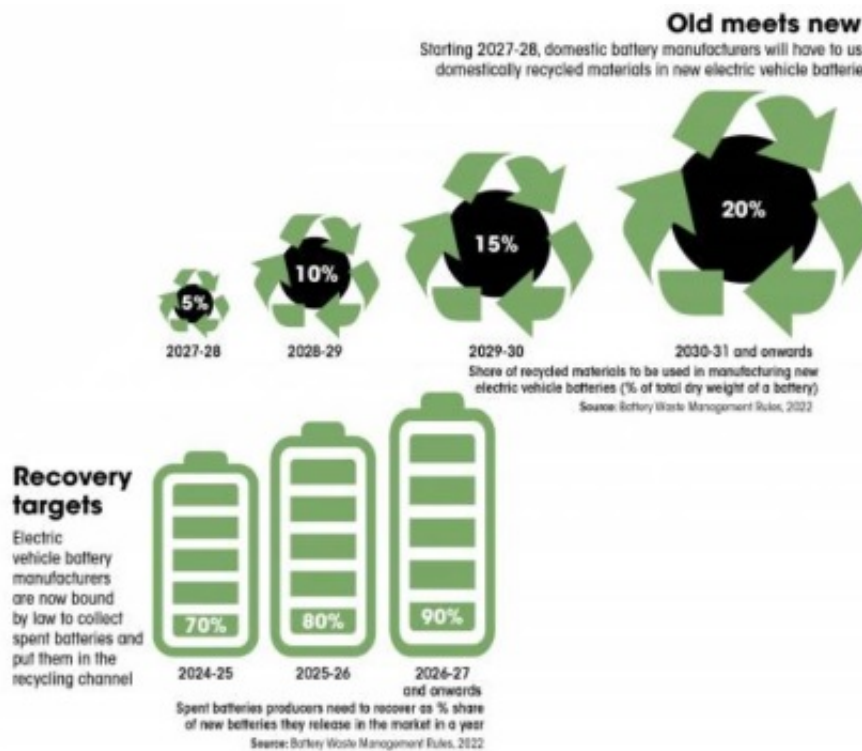 Old meets new
Starting 2027-28, domestic battery manufacturers will have to us
domestically recycled materials in new electric vehicle batterie
5%
10%
15%
20%
2027-28
2028-29
2029-30
2030-31 and onwards
Share of recycled materials to be used in manufacturing new
electric vehicle batteries (% of total dry weight of a battery)
Source: Battery Waste Management Rules, 2022
Recovery
targets
Electric
vehicle battery
manufacturers
are now bound
by law to collect
spent batteries and
put them in the
recycling channel
70%
80%
90%
2024-25
2025-26
2026-27
and onwards
Spent batteries producers need to recover as % share
of new batteries they release in the market in a year
Source: Battery Waste Management Rules, 2022